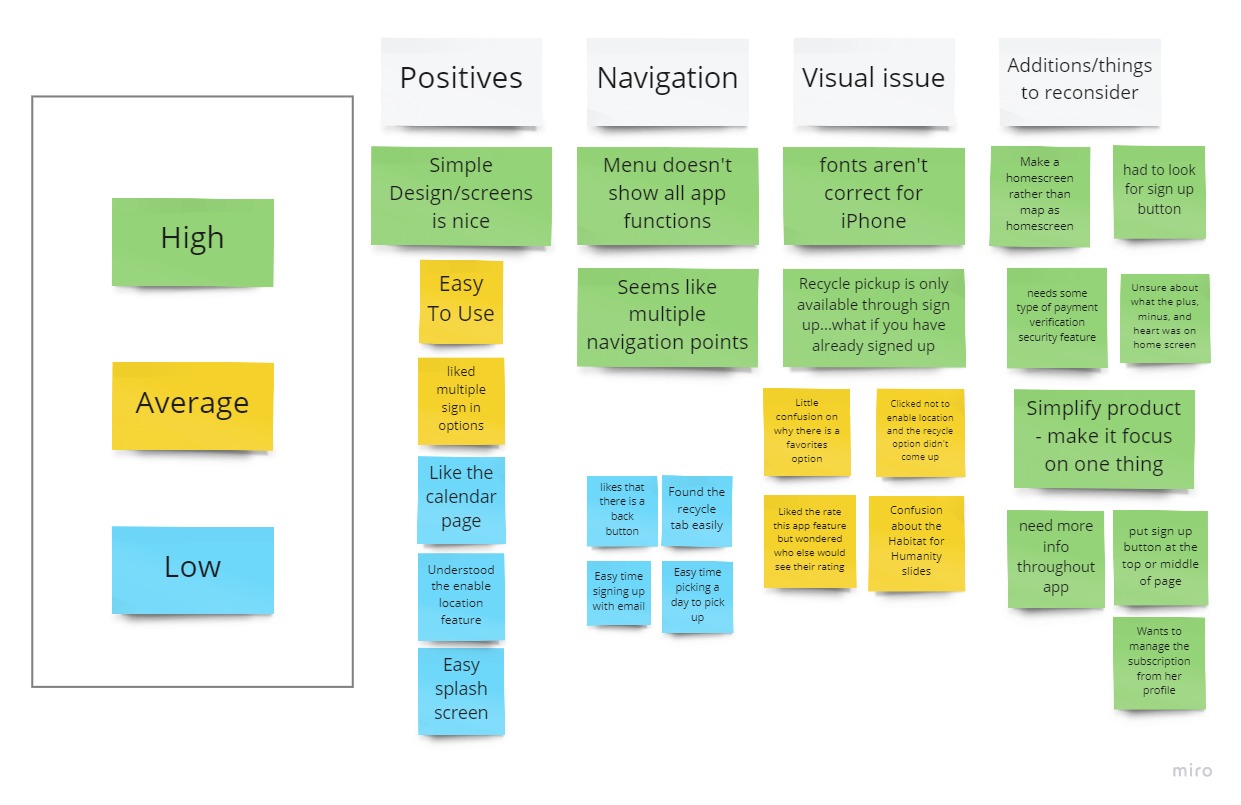 High
Average
Low
Positives
Simple
Design/screens
is nice
Easy
To Use
liked
multiple
sign in
options
Like the
calendar
page
Understood
the enable
location
feature
Easy
splash
screen
Navigation
Menu doesn't
show all app
functions
Seems like
multiple
navigation points
likes that
there is a
back
button
Found the
recycle
tab easily
Easy time
signing up
with email
Easy time
picking a
day to pick
up
Visual issue
fonts aren't
correct for
iPhone
Recycle pickup is only
available through sign
up...what if you have
already signed up
Little
confusion on
why there is a
favorites
option
Clicked not to
enable location
and the recycle
option didn't
come up
Liked the rate
this app feature
but wondered
who else would
see their rating
Confusion
about the
Habitat for
Humanity
slides
Additions/things
to reconsider
Make a
homescreen
rather than
map as
homescreen
had to look
for sign up
button
needs some
type of payment
verification
security feature
Unsure about
what the plus,
minus, and
heart was on
home screen
Simplify product
- make it focus
on one thing
need more
info
throughout
app
put sign up
button at the
top or middle
of page
Wants to
manage the
subscription
from her
profile
miro